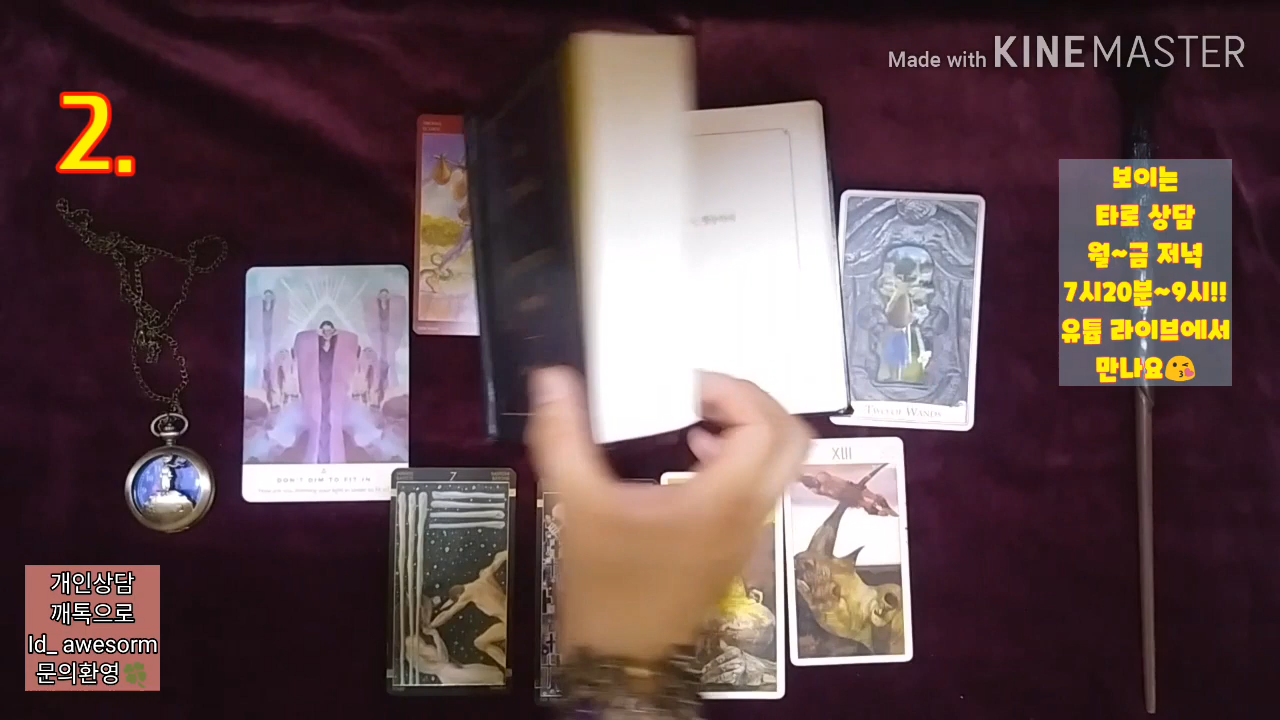 Made with KINEMASTER
2.
보이는
타로 상담
월~금 저녁
7시20분~9시!!
유튭 라이브에서
만나요😘
DON'T DIM TO FIT IN
TWO OF WANDS
XIII
7
개인상담
깨톡으로
Id_ awesorm
문의환영🍀